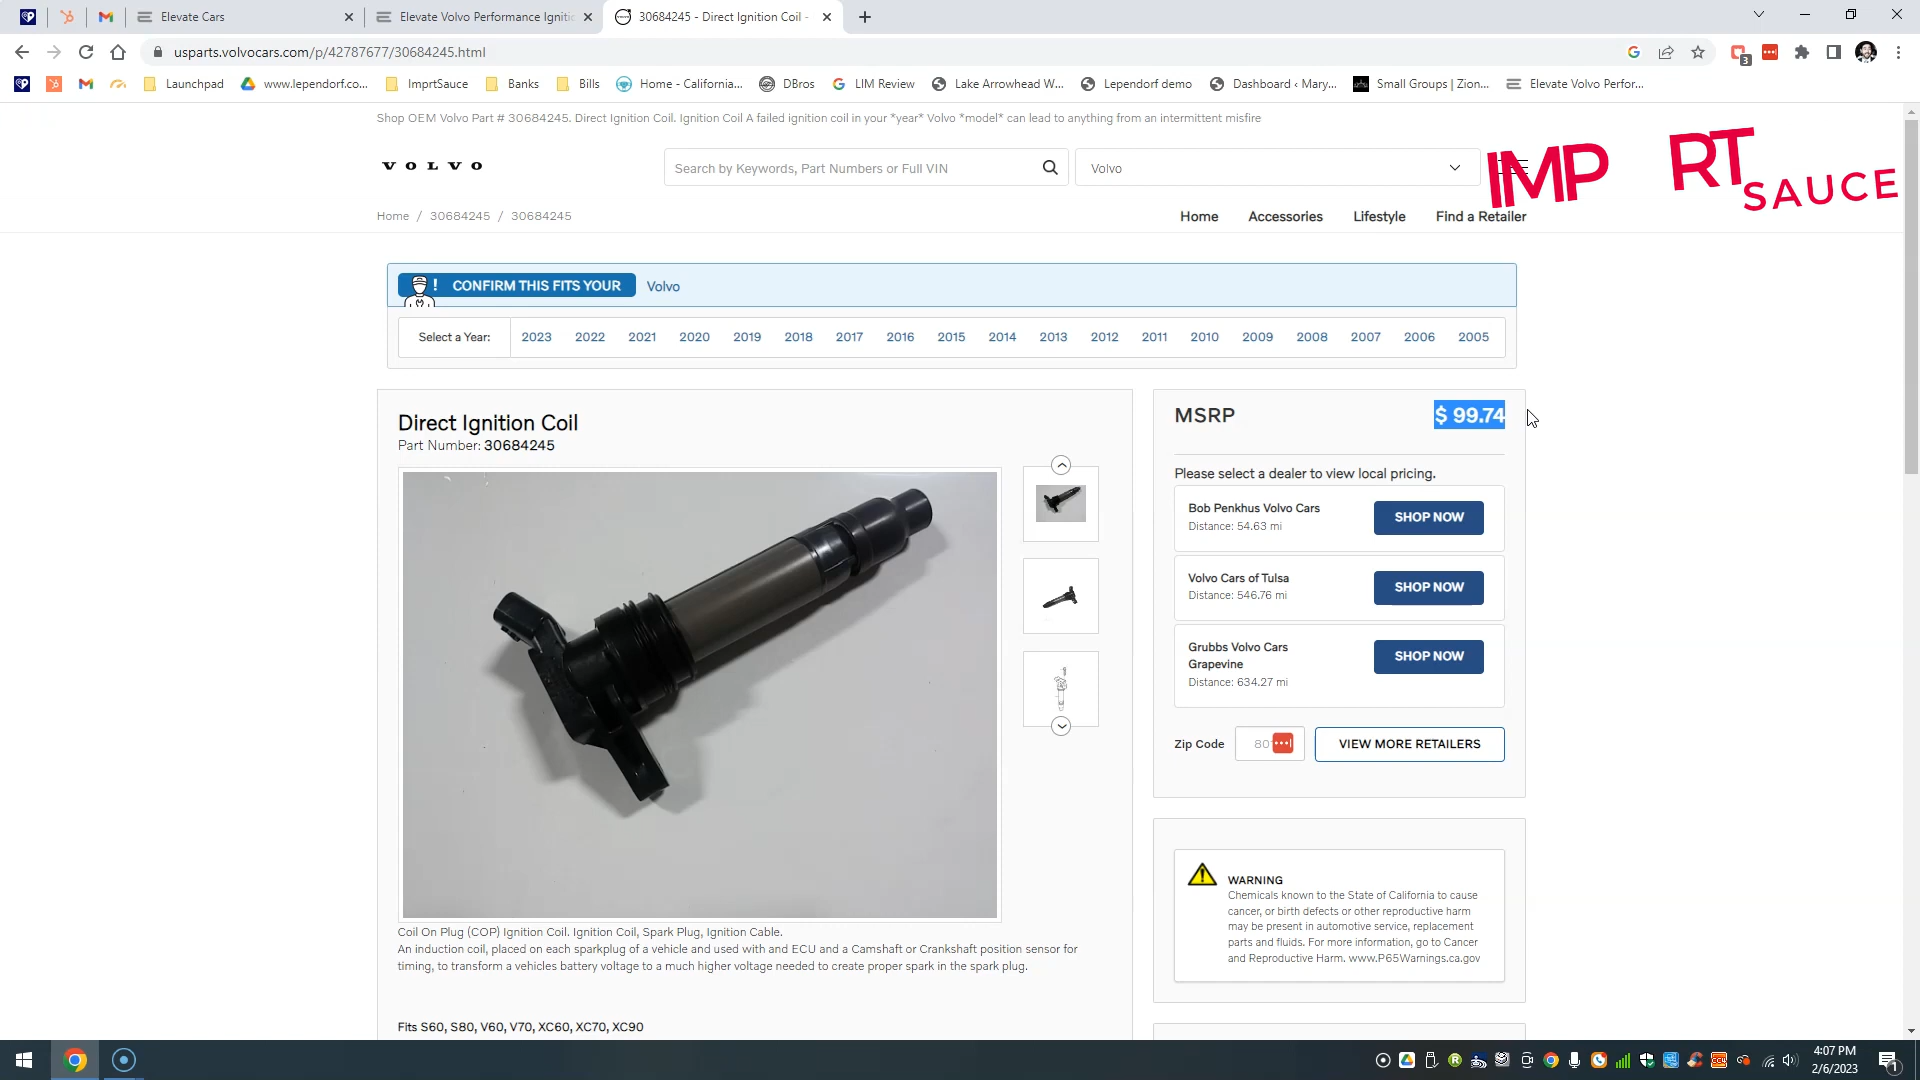 Elevate Cars
Elevate Volvo Performance Igniti
30684245 - Direct Ignition Coil -
usparts.volvocars.com/p/42787677/30684245.html
3
Launchpad
www.lependorf.co...
ImprtSauce
Banks
Bills
Home - California...
DBros
LIM Review
Lake Arrowhead W...
Lependorf demo
Dashboard ‹ Mary...
Small Groups | Zion...
Elevate Volvo Perfor...
Shop OEM Volvo Part # 30684245. Direct Ignition Coil. Ignition Coil A failed ignition coil in your *year* Volvo *model* can lead to anything from an intermittent misfire
VOLVO
Search by Keywords, Part Numbers or Full VIN
Volvo
IMP RT
SAUCE
Home / 30684245 / 30684245
Home
Accessories
Lifestyle
Find a Retailer
! CONFIRM THIS FITS YOUR
Volvo
Select a Year:
2023 2022 2021 2020 2019 2018 2017 2016 2015 2014 2013 2012 2011 2010 2009 2008 2007 2006 2005
Direct Ignition Coil
Part Number: 30684245
Coil On Plug (COP) Ignition Coil. Ignition Coil, Spark Plug, Ignition Cable.
An induction coil, placed on each sparkplug of a vehicle and used with and ECU and a Camshaft or Crankshaft position sensor for
timing, to transform a vehicles battery voltage to a much higher voltage needed to create proper spark in the spark plug.
Fits S60, S80, V60, V70, XC60, XC70, XC90
MSRP
$ 99.74
Please select a dealer to view local pricing.
Bob Penkhus Volvo Cars
Distance: 54.63 mi
SHOP NOW
Volvo Cars of Tulsa
Distance: 546.76 mi
SHOP NOW
Grubbs Volvo Cars
Grapevine
Distance: 634.27 mi
SHOP NOW
Zip Code
VIEW MORE RETAILERS
WARNING
Chemicals known to the State of California to cause
cancer, or birth defects or other reproductive harm
may be present in automotive service, replacement
parts and fluids. For more information, go to Cancer
and Reproductive Harm. www.P65Warnings.ca.gov
4:07 PM
2/6/2023
1